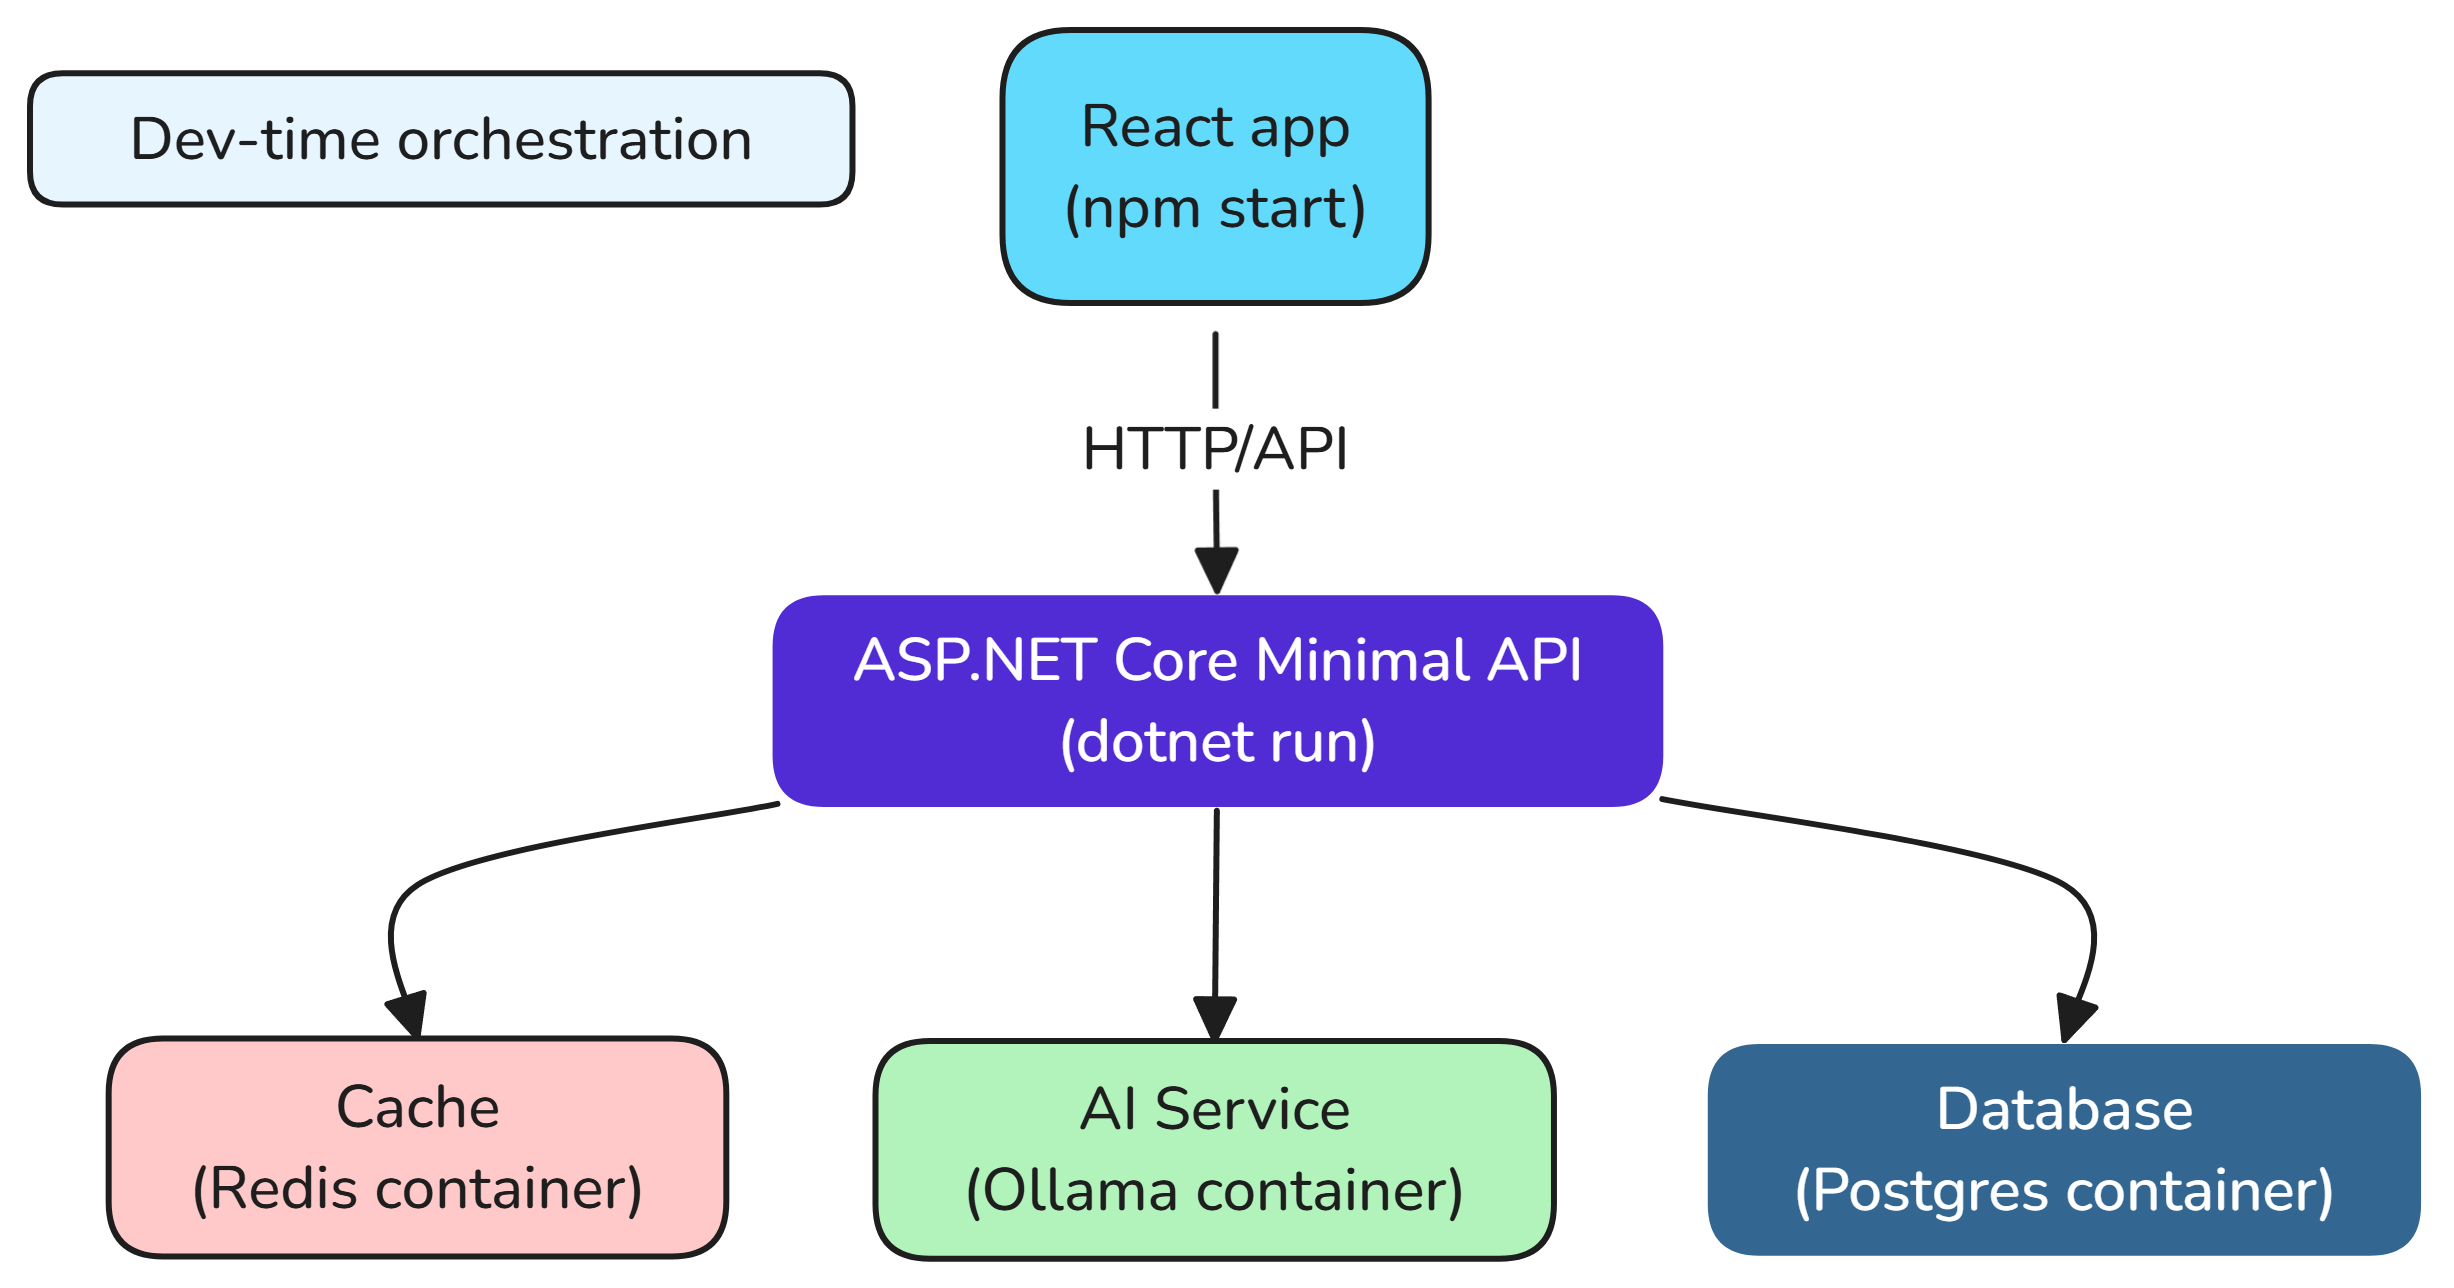 Dev-time orchestration
React app
(npm start)
HTTP/API
ASP.NET Core Minimal API
(dotnet run)
Cache
(Redis container)
AI Service
(Ollama container)
Database
(Postgres container)